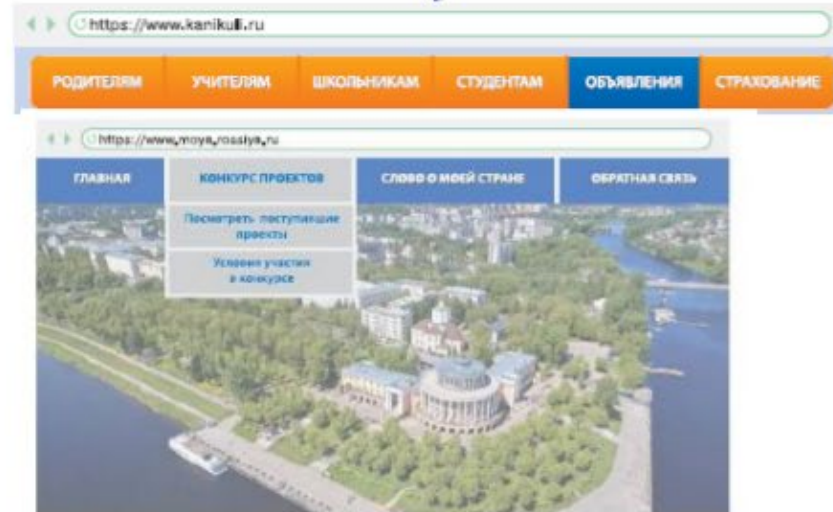 https://www.kanikuli.ru
РОДИТЕЛЯМ УЧИТЕЛЯМ ШКОЛЬНИКАМ СТУДЕНТАМ ОБЪЯВЛЕНИЯ СТРАХОВАНИЕ
https://www.moya.rossiya.ru
ГЛАВНАЯ КОНКУРС ПРОЕКТОВ СЛОВО О МОЕЙ СТРАНЕ ОБРАТНАЯ СВЯЗЬ
Посмотреть поступившие
проекты
Условия участия
в конкурсе